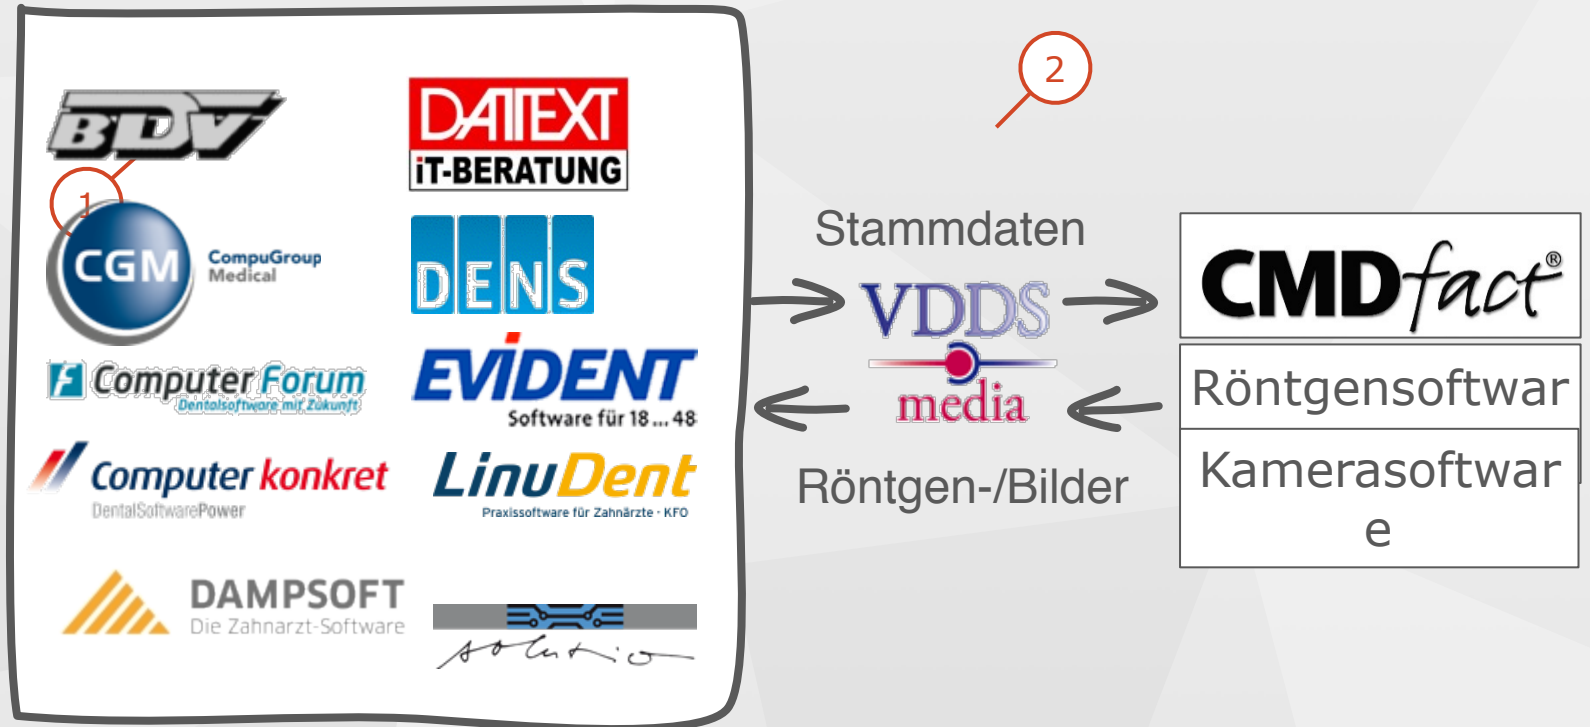 BDV
DATEXT
iT-BERATUNG
1
2
CGM
CompuGroup
Medical
DENS
Computer Forum
Dentalsoftware mit Zukunft
EVIDENT
Software für 18 ... 48
Computer konkret
DentalSoftwarePower
LinuDent
Praxissoftware für Zahnärzte · KFO
DAMPSOFT
Die Zahnarzt-Software
solutio
Stammdaten
VDDS
media
Röntgen-/Bilder
CMDfact®
Röntgensoftwar
Kamerasoftwar
e